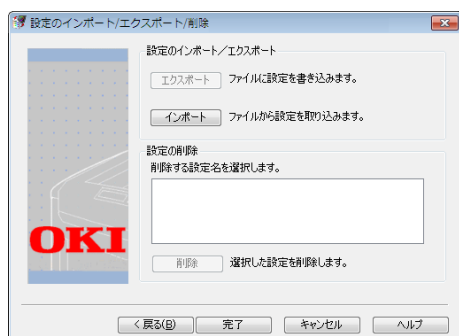 設定のインポート/エクスポート/削除
設定のインポート/エクスポート
エクスポート ファイルに設定を書き込みます。
インポート ファイルから設定を取り込みます。
設定の削除
削除する設定名を選択します。
OKI
削除 選択した設定を削除します。
< 戻る(B) 完了 キャンセル ヘルプ